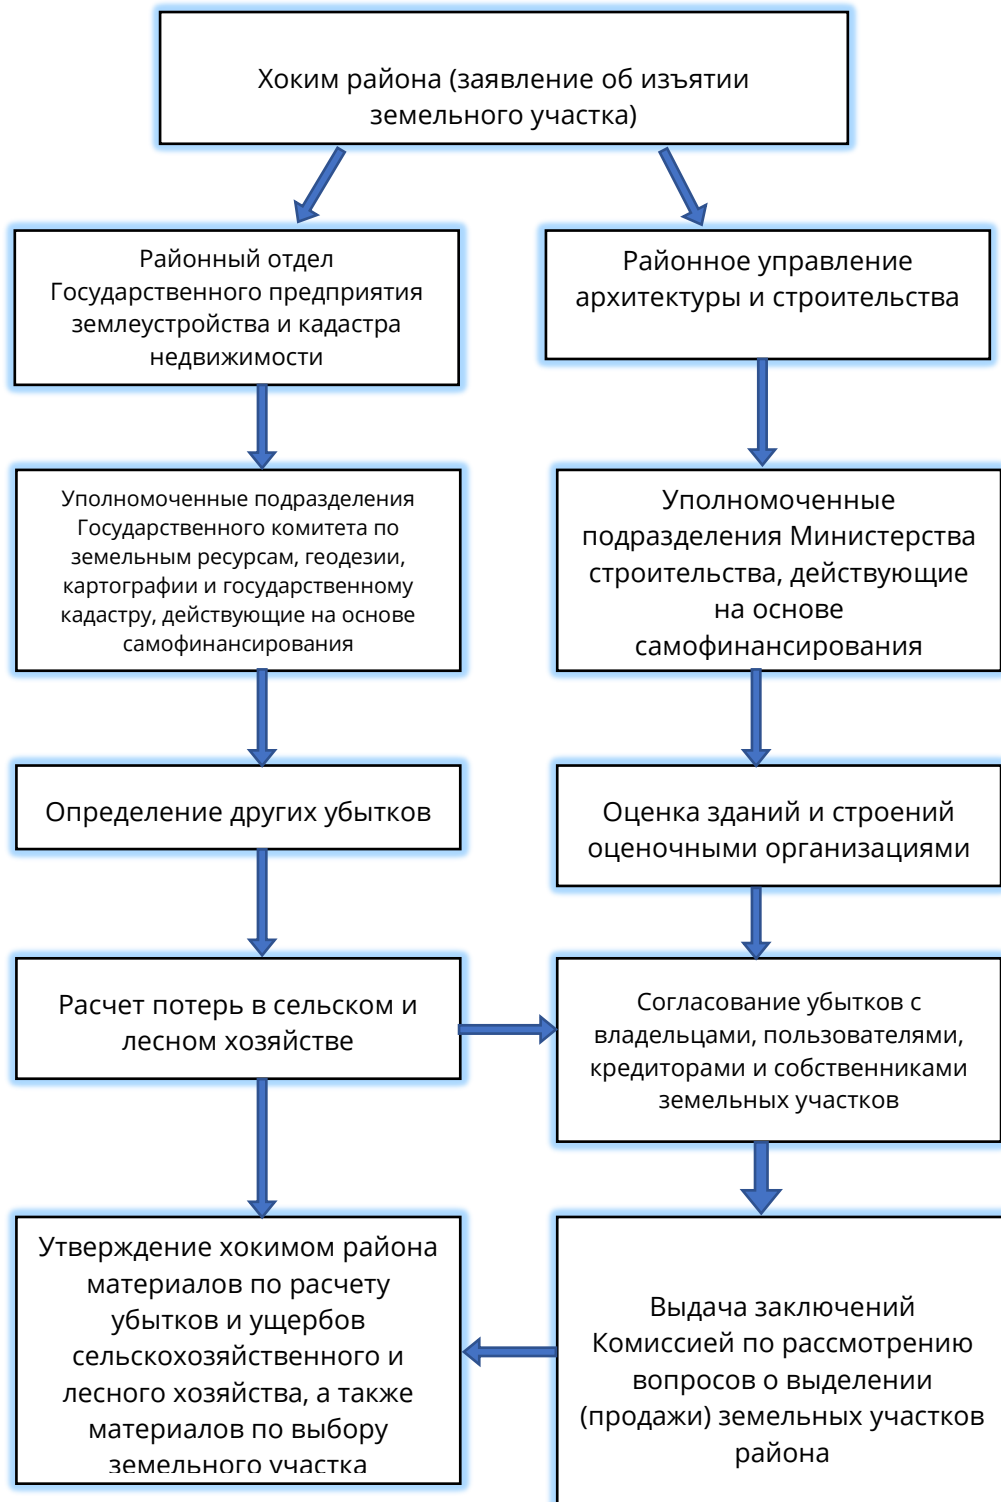 Хоким района (заявление об изъятии
земельного участка)
Районный отдел
Государственного предприятия
землеустройства и кадастра
недвижимости
Районное управление
архитектуры и строительства
Уполномоченные подразделения
Государственного комитета по
земельным ресурсам, геодезии,
картографии и государственному
кадастру, действующие на основе
самофинансирования
Уполномоченные
подразделения Министерства
строительства, действующие
на основе
самофинансирования
Определение других убытков
Оценка зданий и строений
оценочными организациями
Расчет потерь в сельском и
лесном хозяйстве
Согласование убытков с
владельцами, пользователями,
кредиторами и собственниками
земельных участков
Утверждение хокимом района
материалов по расчету
убытков и ущербов
сельскохозяйственного и
лесного хозяйства, а также
материалов по выбору
земельного участка
Выдача заключений
Комиссией по рассмотрению
вопросов о выделении
(продажи) земельных участков
района